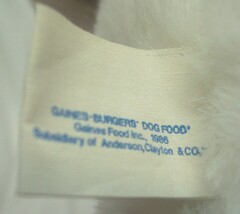 GAINES-BURGERS® DOG FOOD®
Gaines Food Inc., 1986
Subsidiary of Anderson,Clayton & CO.